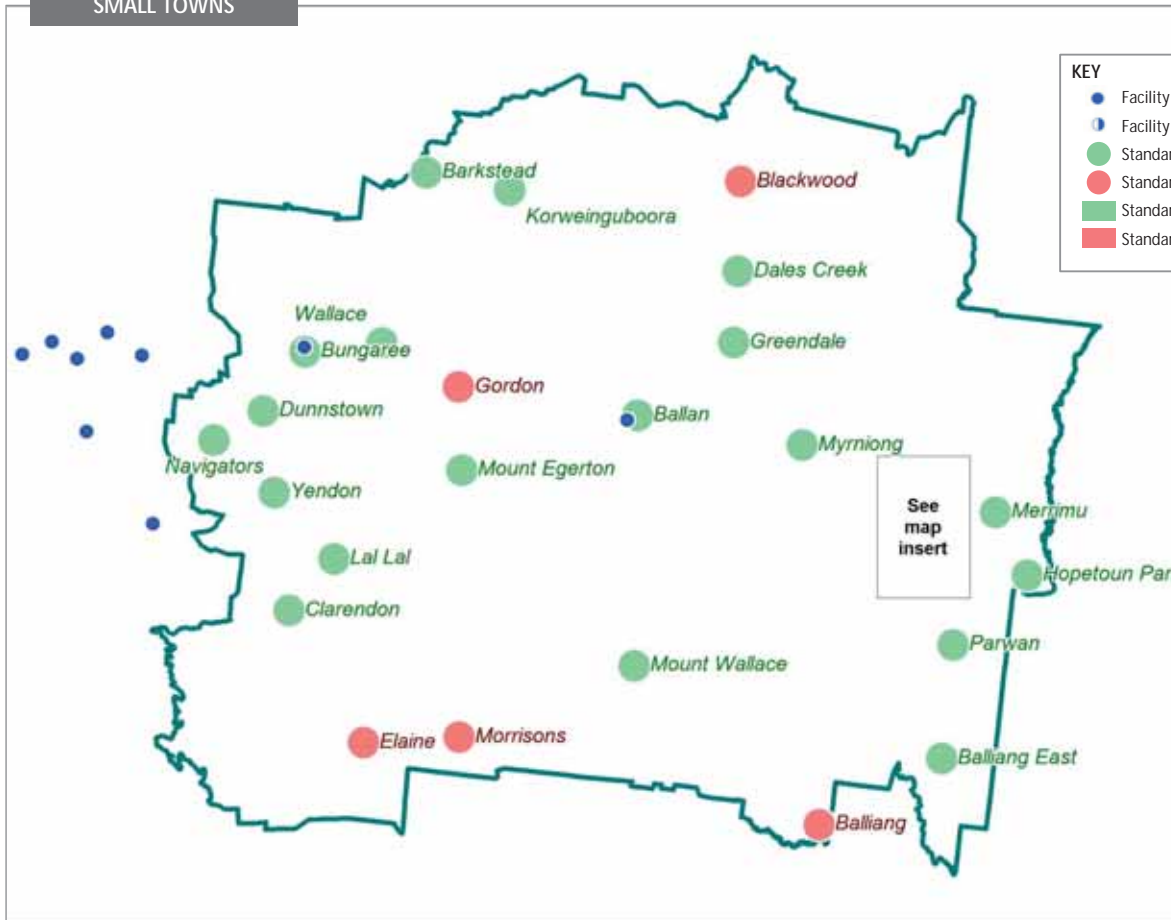 SMALL TOWNS
KEY
Facility
Facility
Standar
Standar
Standar
Standar
Barkstead
Korweinguboora
Blackwood
Dales Creek
Wallace
Bungaree
Greendale
Gordon
Dunnstown
Ballan
Myrniong
Navigators
Mount Egerton
Yendon
See
map
insert
Merrimu
Lal Lal
Hopetoun Par
Clarendon
Parwan
Mount Wallace
Elaine
Morrisons
Balliang East
Balliang